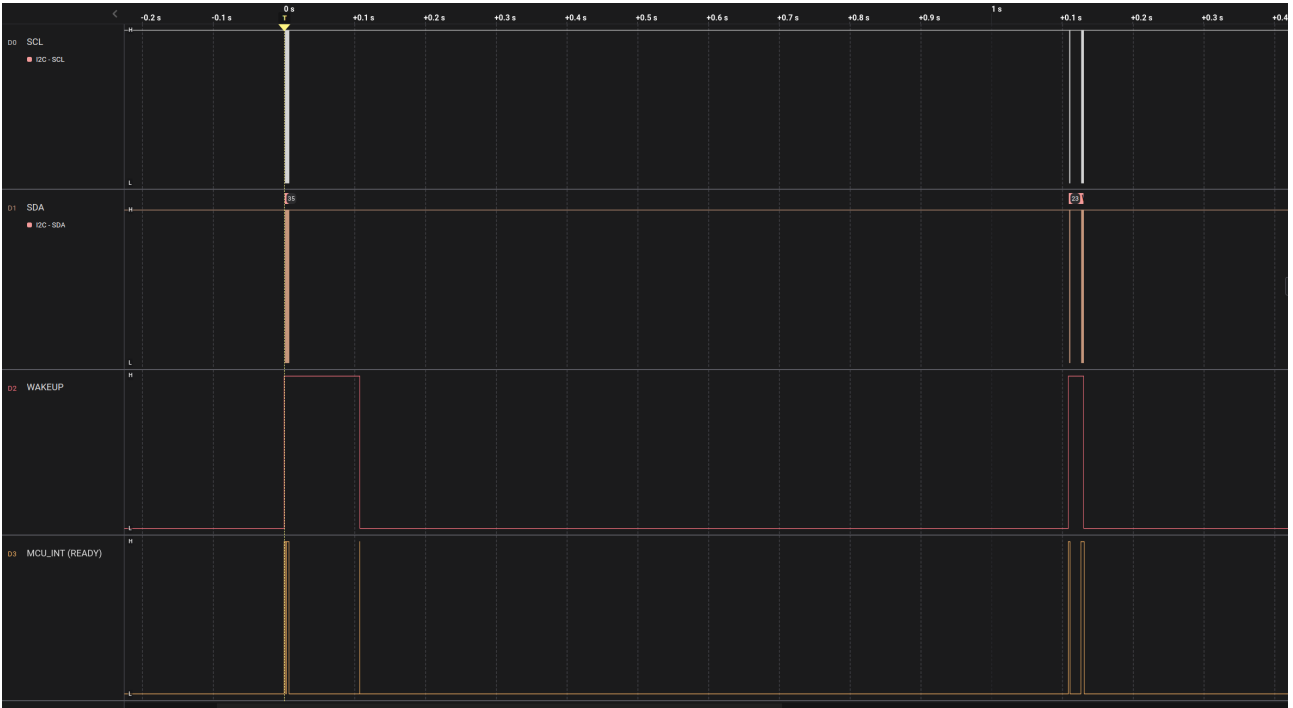 0 s
1 s
-0.2 s
-0.1 s
T
+0.1 s
+0.2 s
+0.3 s
+0.4 s
+0.5 s
+0.6 s
+0.7 s
+0.8 s
+0.9 s
+0.1 s
+0.2 s
+0.3 s
+0.4
H
D0 SCL
I2C - SCL
L
35
23
D1 SDA
H
I2C - SDA
L
H
D2 WAKEUP
L
H
D3 MCU_INT (READY)
L